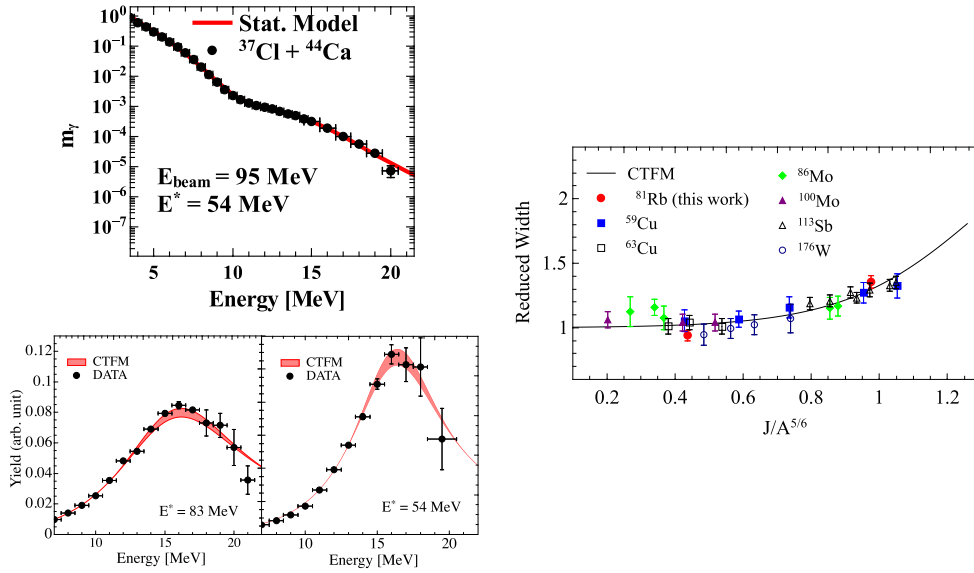 10⁰
10⁻¹
10⁻²
10⁻³
10⁻⁴
10⁻⁵
10⁻⁶
10⁻⁷
mγ
Stat. Model
³⁷Cl + ⁴⁴Ca
E_beam = 95 MeV
E* = 54 MeV
5 10 15 20
Energy [MeV]
0.12
0.1
0.08
0.06
0.04
0.02
0
Yield (arb. unit)
CTFM
DATA
E* = 83 MeV
10 15 20
Energy [MeV]
CTFM
DATA
E* = 54 MeV
10 15 20
Energy [MeV]
2
1.5
1
Reduced Width
CTFM
⁸¹Rb (this work)
⁵⁹Cu
⁶³Cu
⁸⁶Mo
¹⁰⁰Mo
¹¹³Sb
¹⁷⁶W
0.2 0.4 0.6 0.8 1 1.2
J/A⁵/⁶